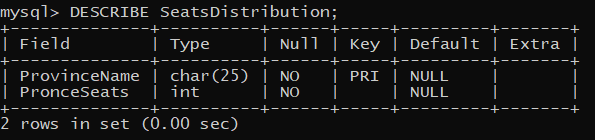 mysql> DESCRIBE SeatsDistribution;
+--------------+----------+------+-----+---------+-------+
| Field        | Type     | Null | Key | Default | Extra |
+--------------+----------+------+-----+---------+-------+
| ProvinceName | char(25) | NO   | PRI | NULL    |       |
| PronceSeats  | int      | NO   |     | NULL    |       |
+--------------+----------+------+-----+---------+-------+
2 rows in set (0.00 sec)